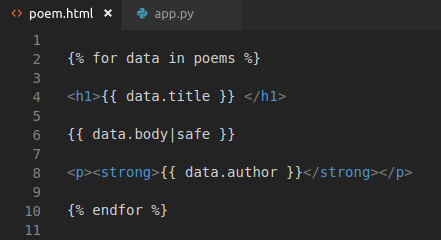 poem.html × app.py
1
2 {% for data in poems %}
3
4 <h1>{{ data.title }} </h1>
5
6 {{ data.body|safe }}
7
8 <p><strong>{{ data.author }}</strong></p>
9
10 {% endfor %}
11